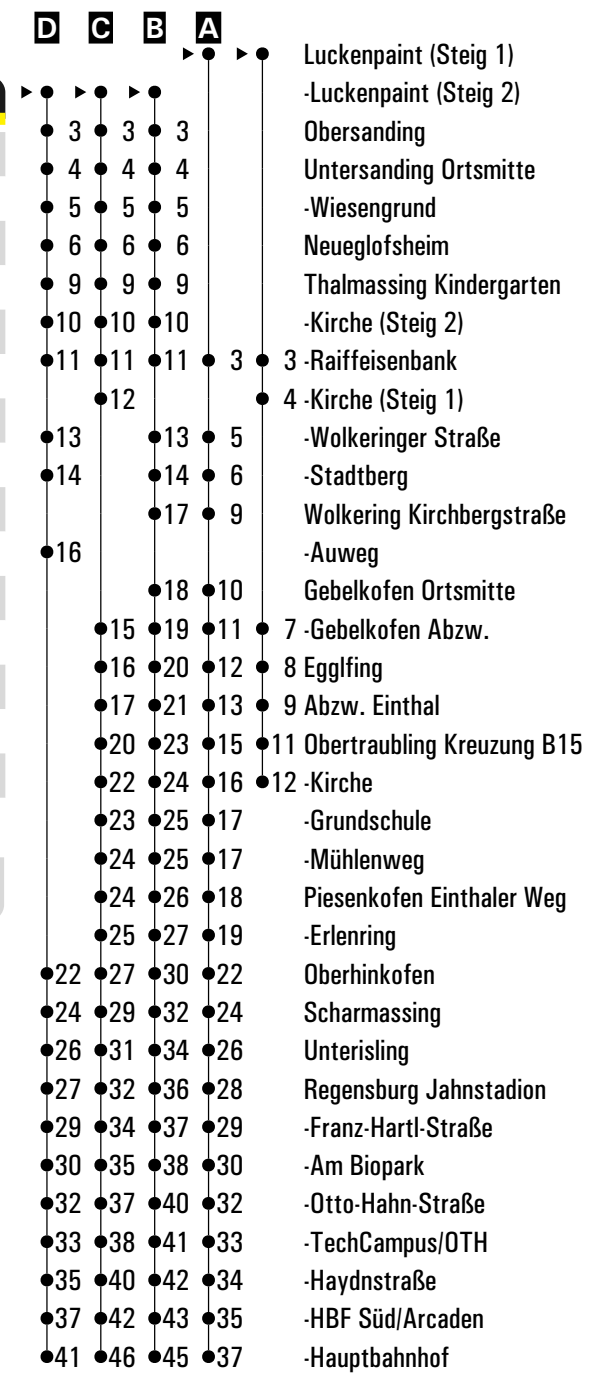 D C B A
Luckenpaint (Steig 1)
-Luckenpaint (Steig 2)
3 3 3 Obersanding
4 4 4 Untersanding Ortsmitte
5 5 5 -Wiesengrund
6 6 6 Neueglofsheim
9 9 9 Thalmassing Kindergarten
10 10 10 -Kirche (Steig 2)
11 11 11 3 3 -Raiffeisenbank
12 4 -Kirche (Steig 1)
13 13 5 -Wolkeringer Straße
14 14 6 -Stadtberg
17 9 Wolkering Kirchbergstraße
16 -Auweg
18 10 Gebelkofen Ortsmitte
15 19 11 7 -Gebelkofen Abzw.
16 20 12 8 Egglfing
17 21 13 9 Abzw. Einthal
20 23 15 11 Obertraubling Kreuzung B15
22 24 16 12 -Kirche
23 25 17 -Grundschule
24 25 17 -Mühlenweg
24 26 18 Piesenkofen Einthaler Weg
25 27 19 -Erlenring
22 27 30 22 Oberhinkofen
24 29 32 24 Scharmassing
26 31 34 26 Unterisling
27 32 36 28 Regensburg Jahnstadion
29 34 37 29 -Franz-Hartl-Straße
30 35 38 30 -Am Biopark
32 37 40 32 -Otto-Hahn-Straße
33 38 41 33 -TechCampus/OTH
35 40 42 34 -Haydnstraße
37 42 43 35 -HBF Süd/Arcaden
41 46 45 37 -Hauptbahnhof